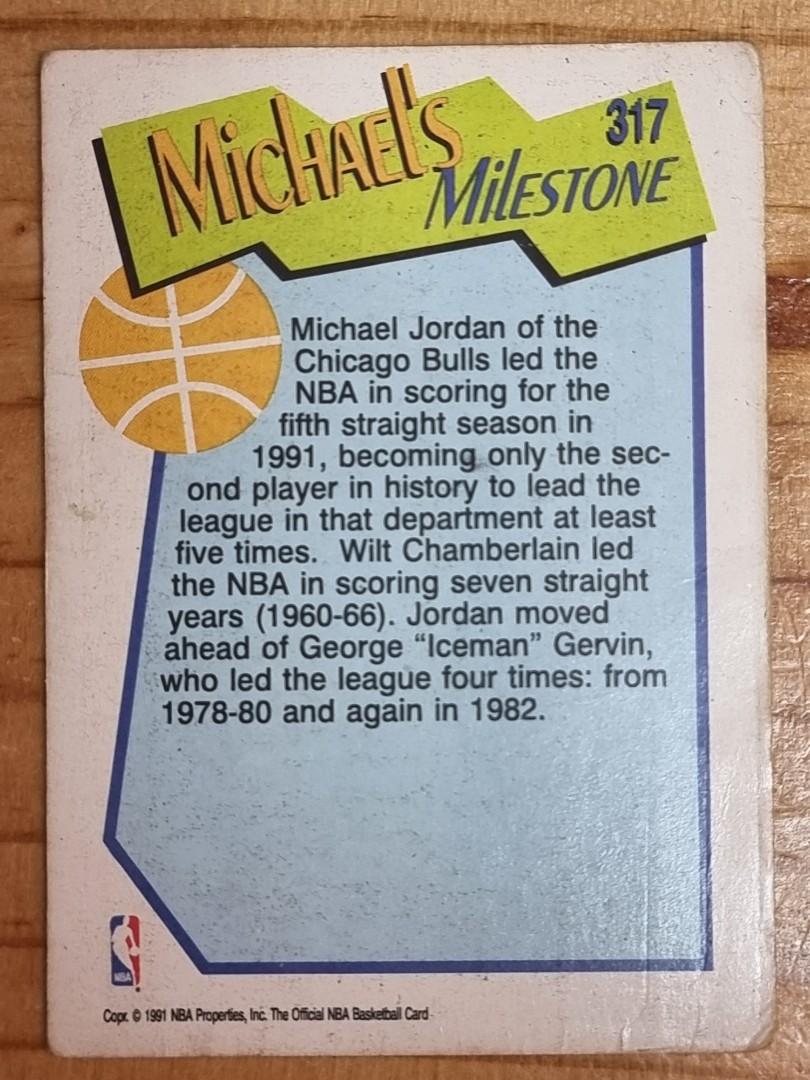 Michael's
317
Milestone
Michael Jordan of the
Chicago Bulls led the
NBA in scoring for the
fifth straight season in
1991, becoming only the sec-
ond player in history to lead the
league in that department at least
five times. Wilt Chamberlain led
the NBA in scoring seven straight
years (1960-66). Jordan moved
ahead of George “Iceman” Gervin,
who led the league four times: from
1978-80 and again in 1982.
NBA
Copr. © 1991 NBA Properties, Inc. The Official NBA Basketball Card